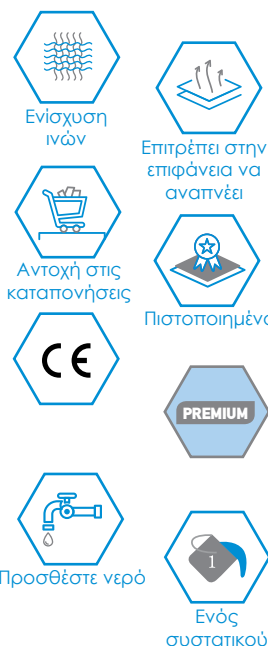 Ενίσχυση
ινών
Επιτρέπει στην
επιφάνεια να
αναπνέει
Αντοχή στις
καταπονήσεις
Πιστοποιημένο
CE
PREMIUM
Προσθέστε νερό
1
Ενός
συστατικού